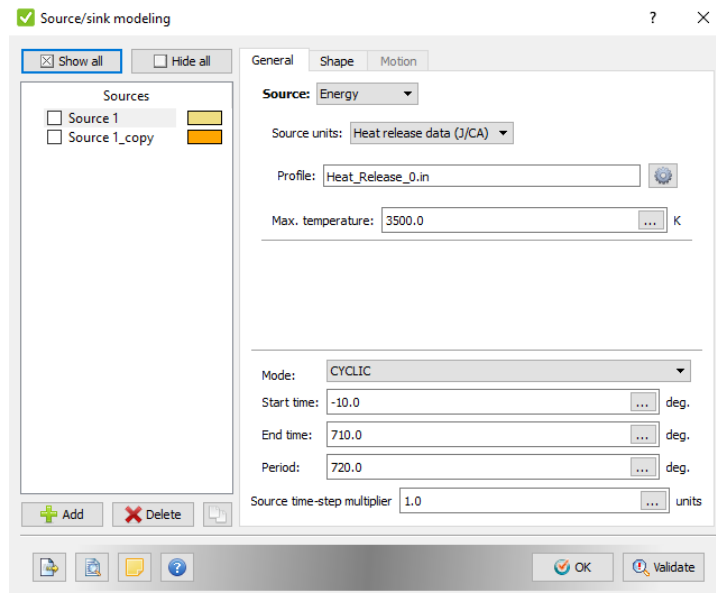 Source/sink modeling
?
Show all
Hide all
Sources
Source 1
Source 1_copy
Add
Delete
General
Shape
Motion
Source: Energy
Source units: Heat release data (J/CA)
Profile: Heat_Release_0.in
Max. temperature: 3500.0 ... K
Mode: CYCLIC
Start time: -10.0 ... deg.
End time: 710.0 ... deg.
Period: 720.0 ... deg.
Source time-step multiplier 1.0 ... units
?
OK
Validate